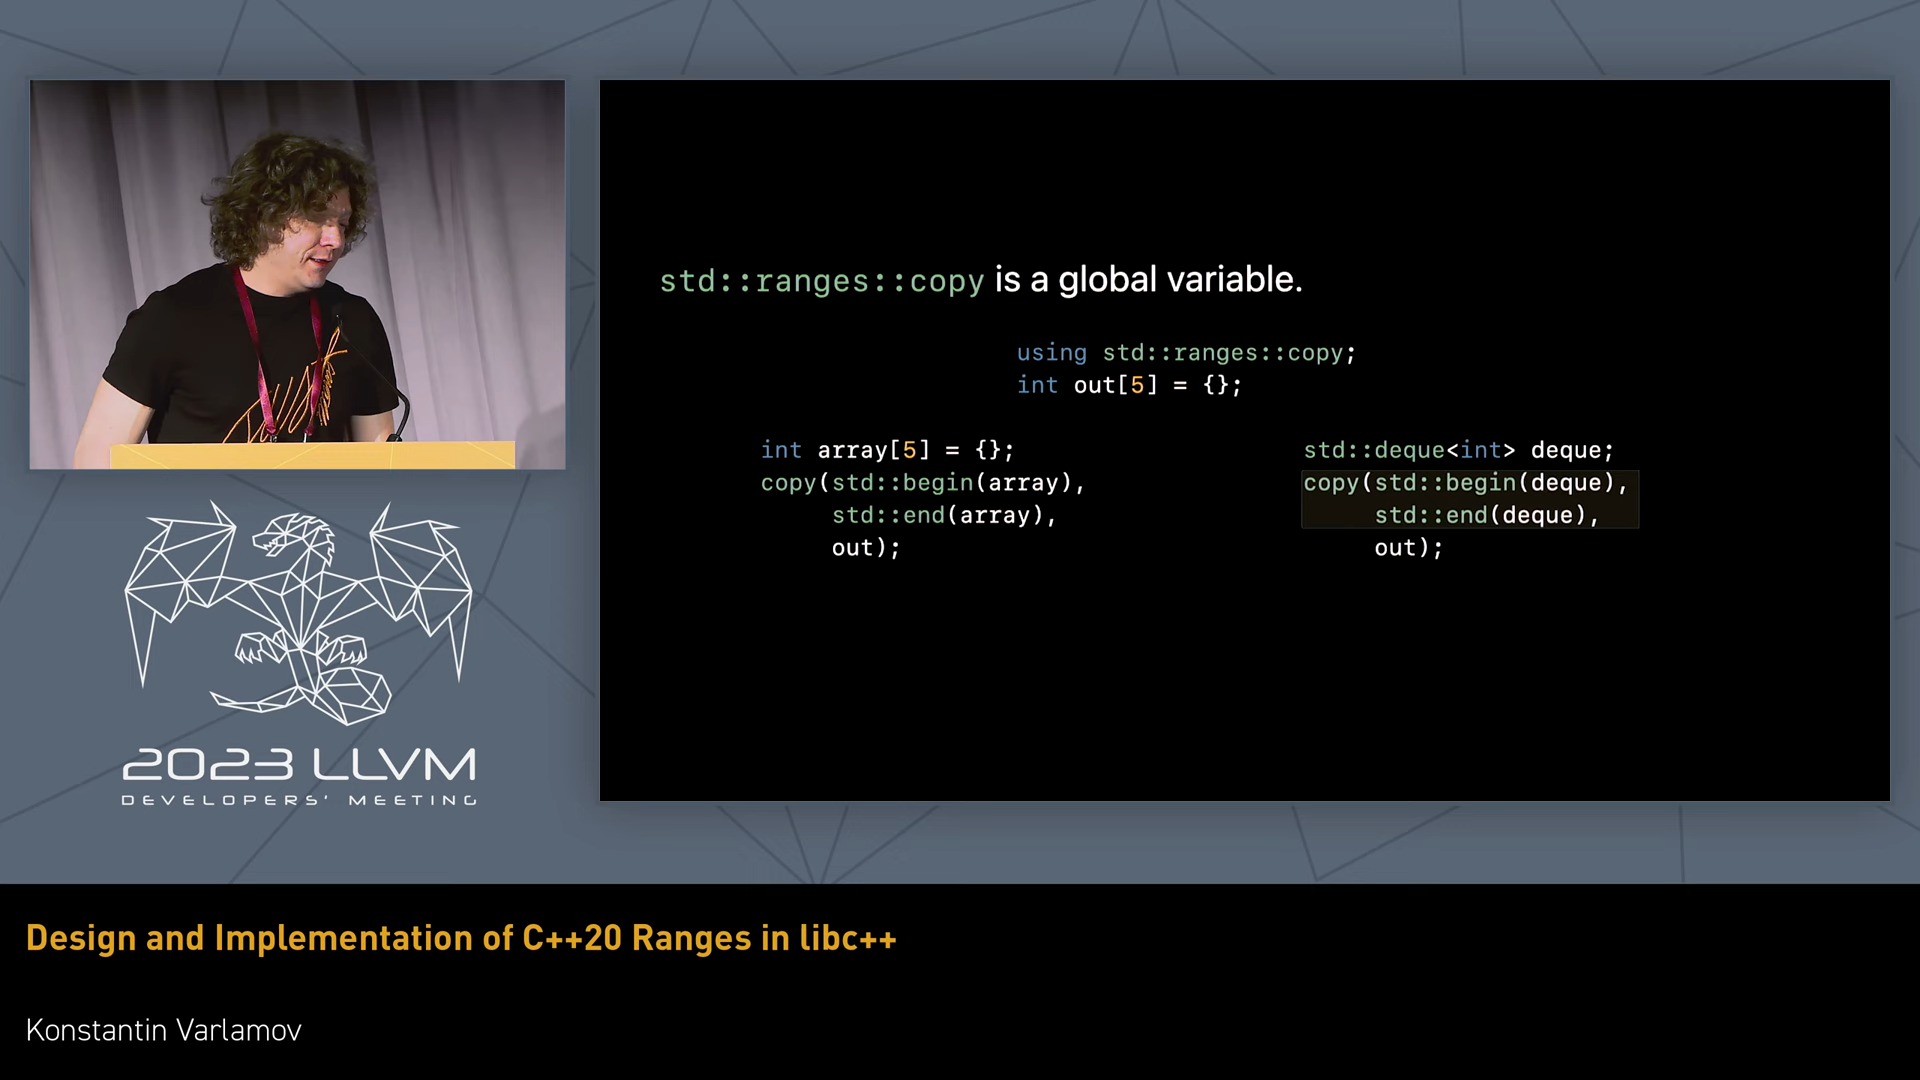 std::ranges::copy is a global variable.
using std::ranges::copy;
int out[5] = {};
int array[5] = {};
copy(std::begin(array),
std::end(array),
out);
std::deque<int> deque;
copy(std::begin(deque),
std::end(deque),
out);
2023 LLVM
DEVELOPERS' MEETING
Design and Implementation of C++20 Ranges in libc++
Konstantin Varlamov